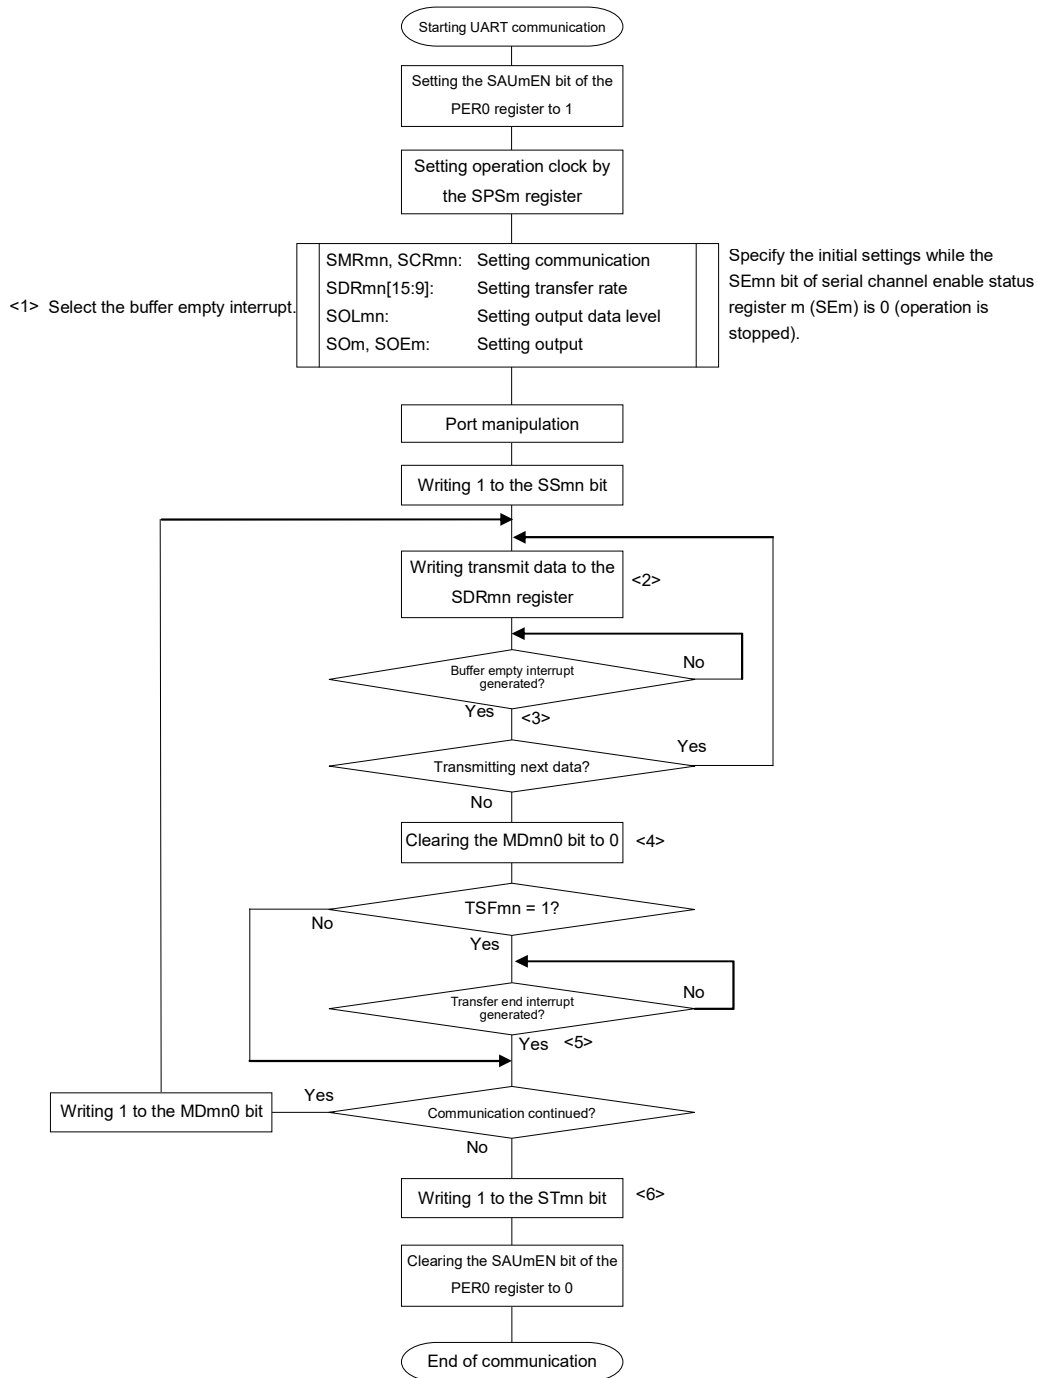 Starting UART communication
Setting the SAUmEN bit of the
PER0 register to 1
Setting operation clock by
the SPSm register
<1> Select the buffer empty interrupt.
SMRmn, SCRmn: Setting communication
SDRmn[15:9]: Setting transfer rate
SOLmn: Setting output data level
SOm, SOEm: Setting output
Specify the initial settings while the
SEmn bit of serial channel enable status
register m (SEm) is 0 (operation is
stopped).
Port manipulation
Writing 1 to the SSmn bit
Writing transmit data to the
SDRmn register
<2>
Buffer empty interrupt
generated?
No
Yes
<3>
Transmitting next data?
Yes
No
Clearing the MDmn0 bit to 0
<4>
TSFmn = 1?
No
Yes
Transfer end interrupt
generated?
No
Yes
<5>
Communication continued?
Yes
Writing 1 to the MDmn0 bit
No
Writing 1 to the STmn bit
<6>
Clearing the SAUmEN bit of the
PER0 register to 0
End of communication